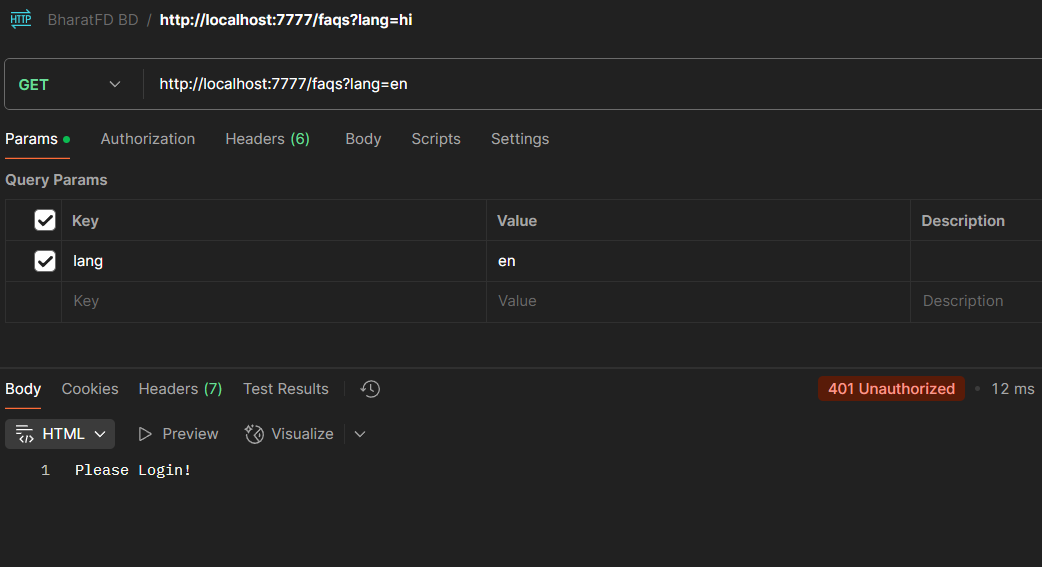 HTTP BharatFD BD / http://localhost:7777/faqs?lang=hi
GET http://localhost:7777/faqs?lang=en
Params Authorization Headers (6) Body Scripts Settings
Query Params
Key Value Description
lang en
Key Value Description
Body Cookies Headers (7) Test Results 401 Unauthorized • 12 ms
HTML Preview Visualize
1 Please Login!